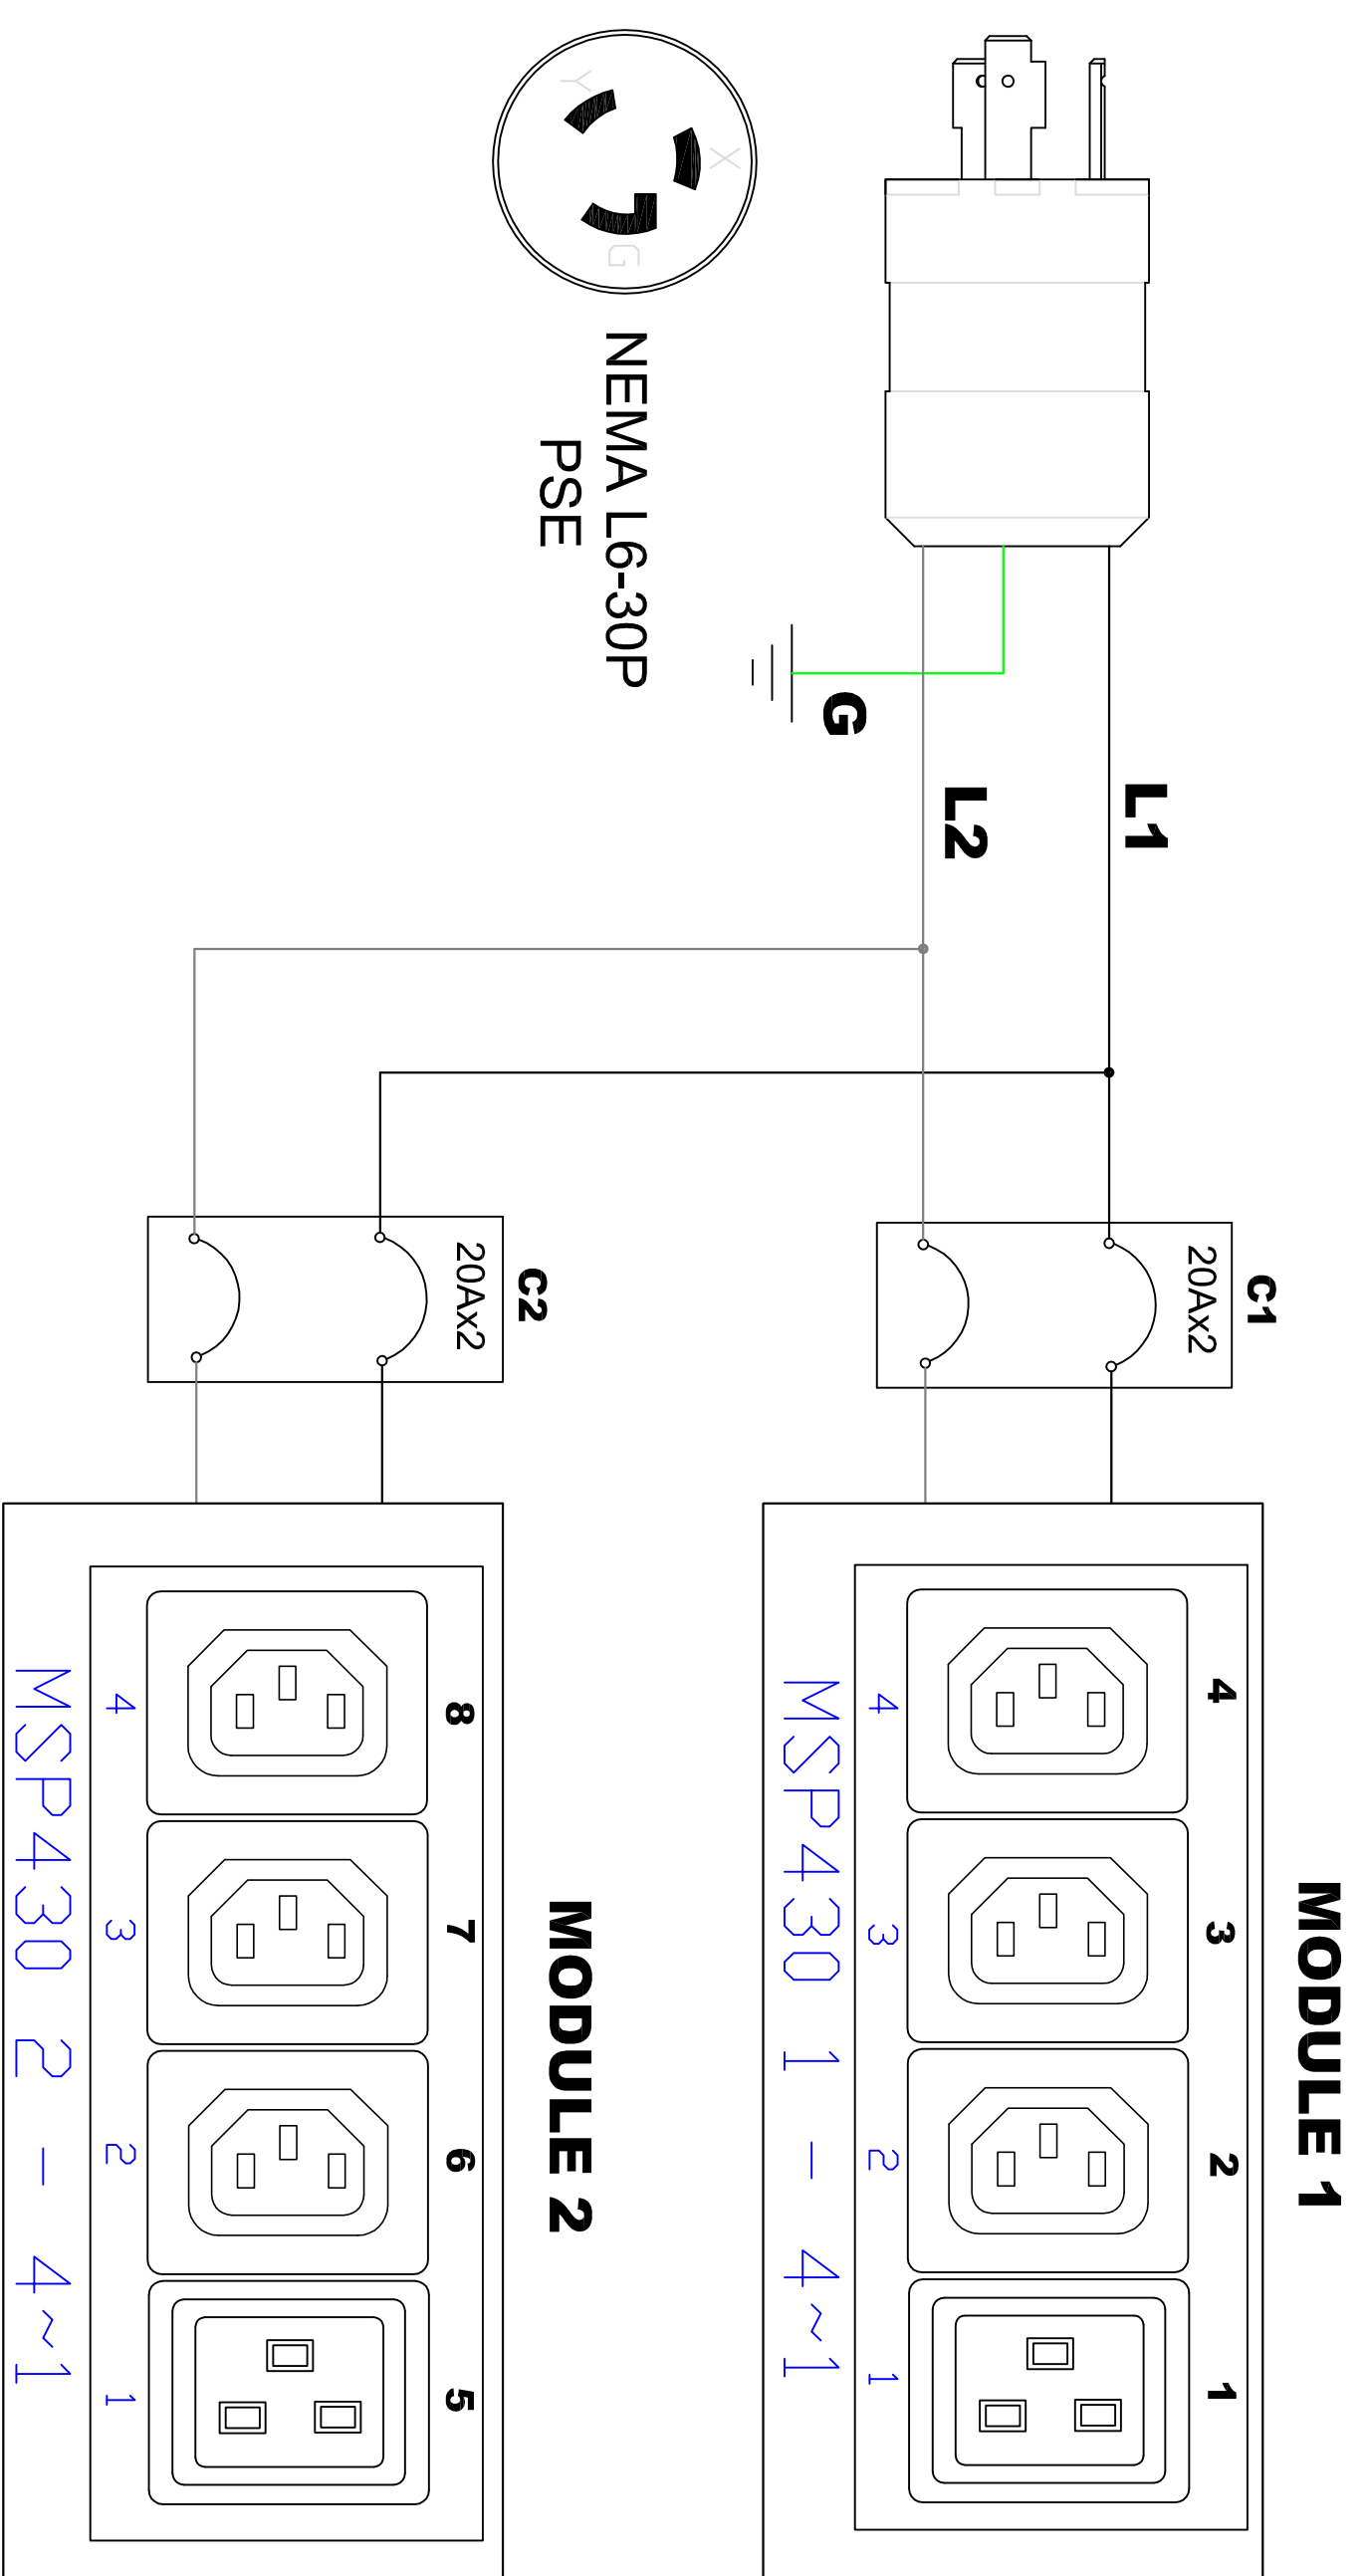 Y
X
G
NEMA L6-30P
PSE
G
L1
L2
C1
20Ax2
C2
20Ax2
MODULE 1
4 3 2 1
4 3 2 1
MSP430 1 - 4~1
MODULE 2
8 7 6 5
4 3 2 1
MSP430 2 - 4~1